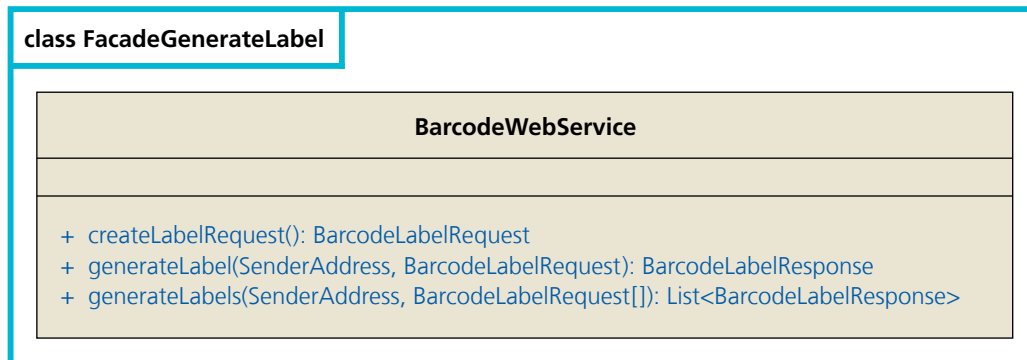 class FacadeGenerateLabel
BarcodeWebService
+ createLabelRequest(): BarcodeLabelRequest
+ generateLabel(SenderAddress, BarcodeLabelRequest): BarcodeLabelResponse
+ generateLabels(SenderAddress, BarcodeLabelRequest[]): List<BarcodeLabelResponse>